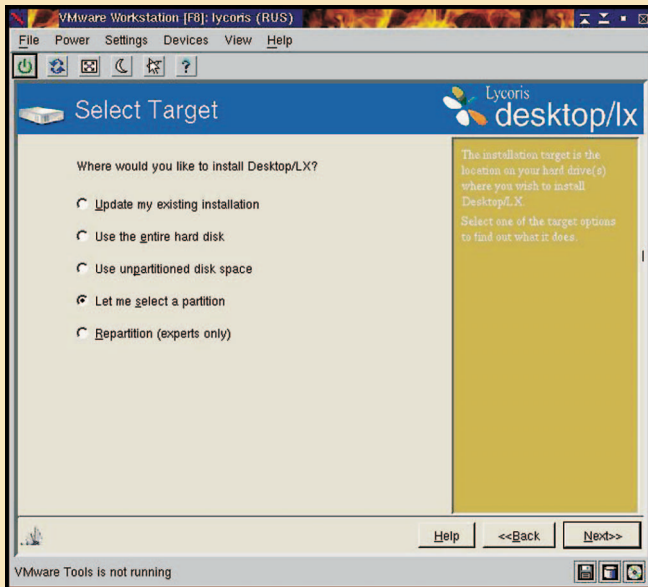 VMware Workstation [F8]: lycoris (RUS)
File Power Settings Devices View Help
?
Select Target
Lycoris
desktop/lx
Where would you like to install Desktop/LX?
Update my existing installation
Use the entire hard disk
Use unpartitioned disk space
Let me select a partition
Repartition (experts only)
The installation target is the
location on your hard drive(s)
where you wish to install
Desktop/LX.
Select one of the target options
to find out what it does.
Help <<Back Next>>
VMware Tools is not running